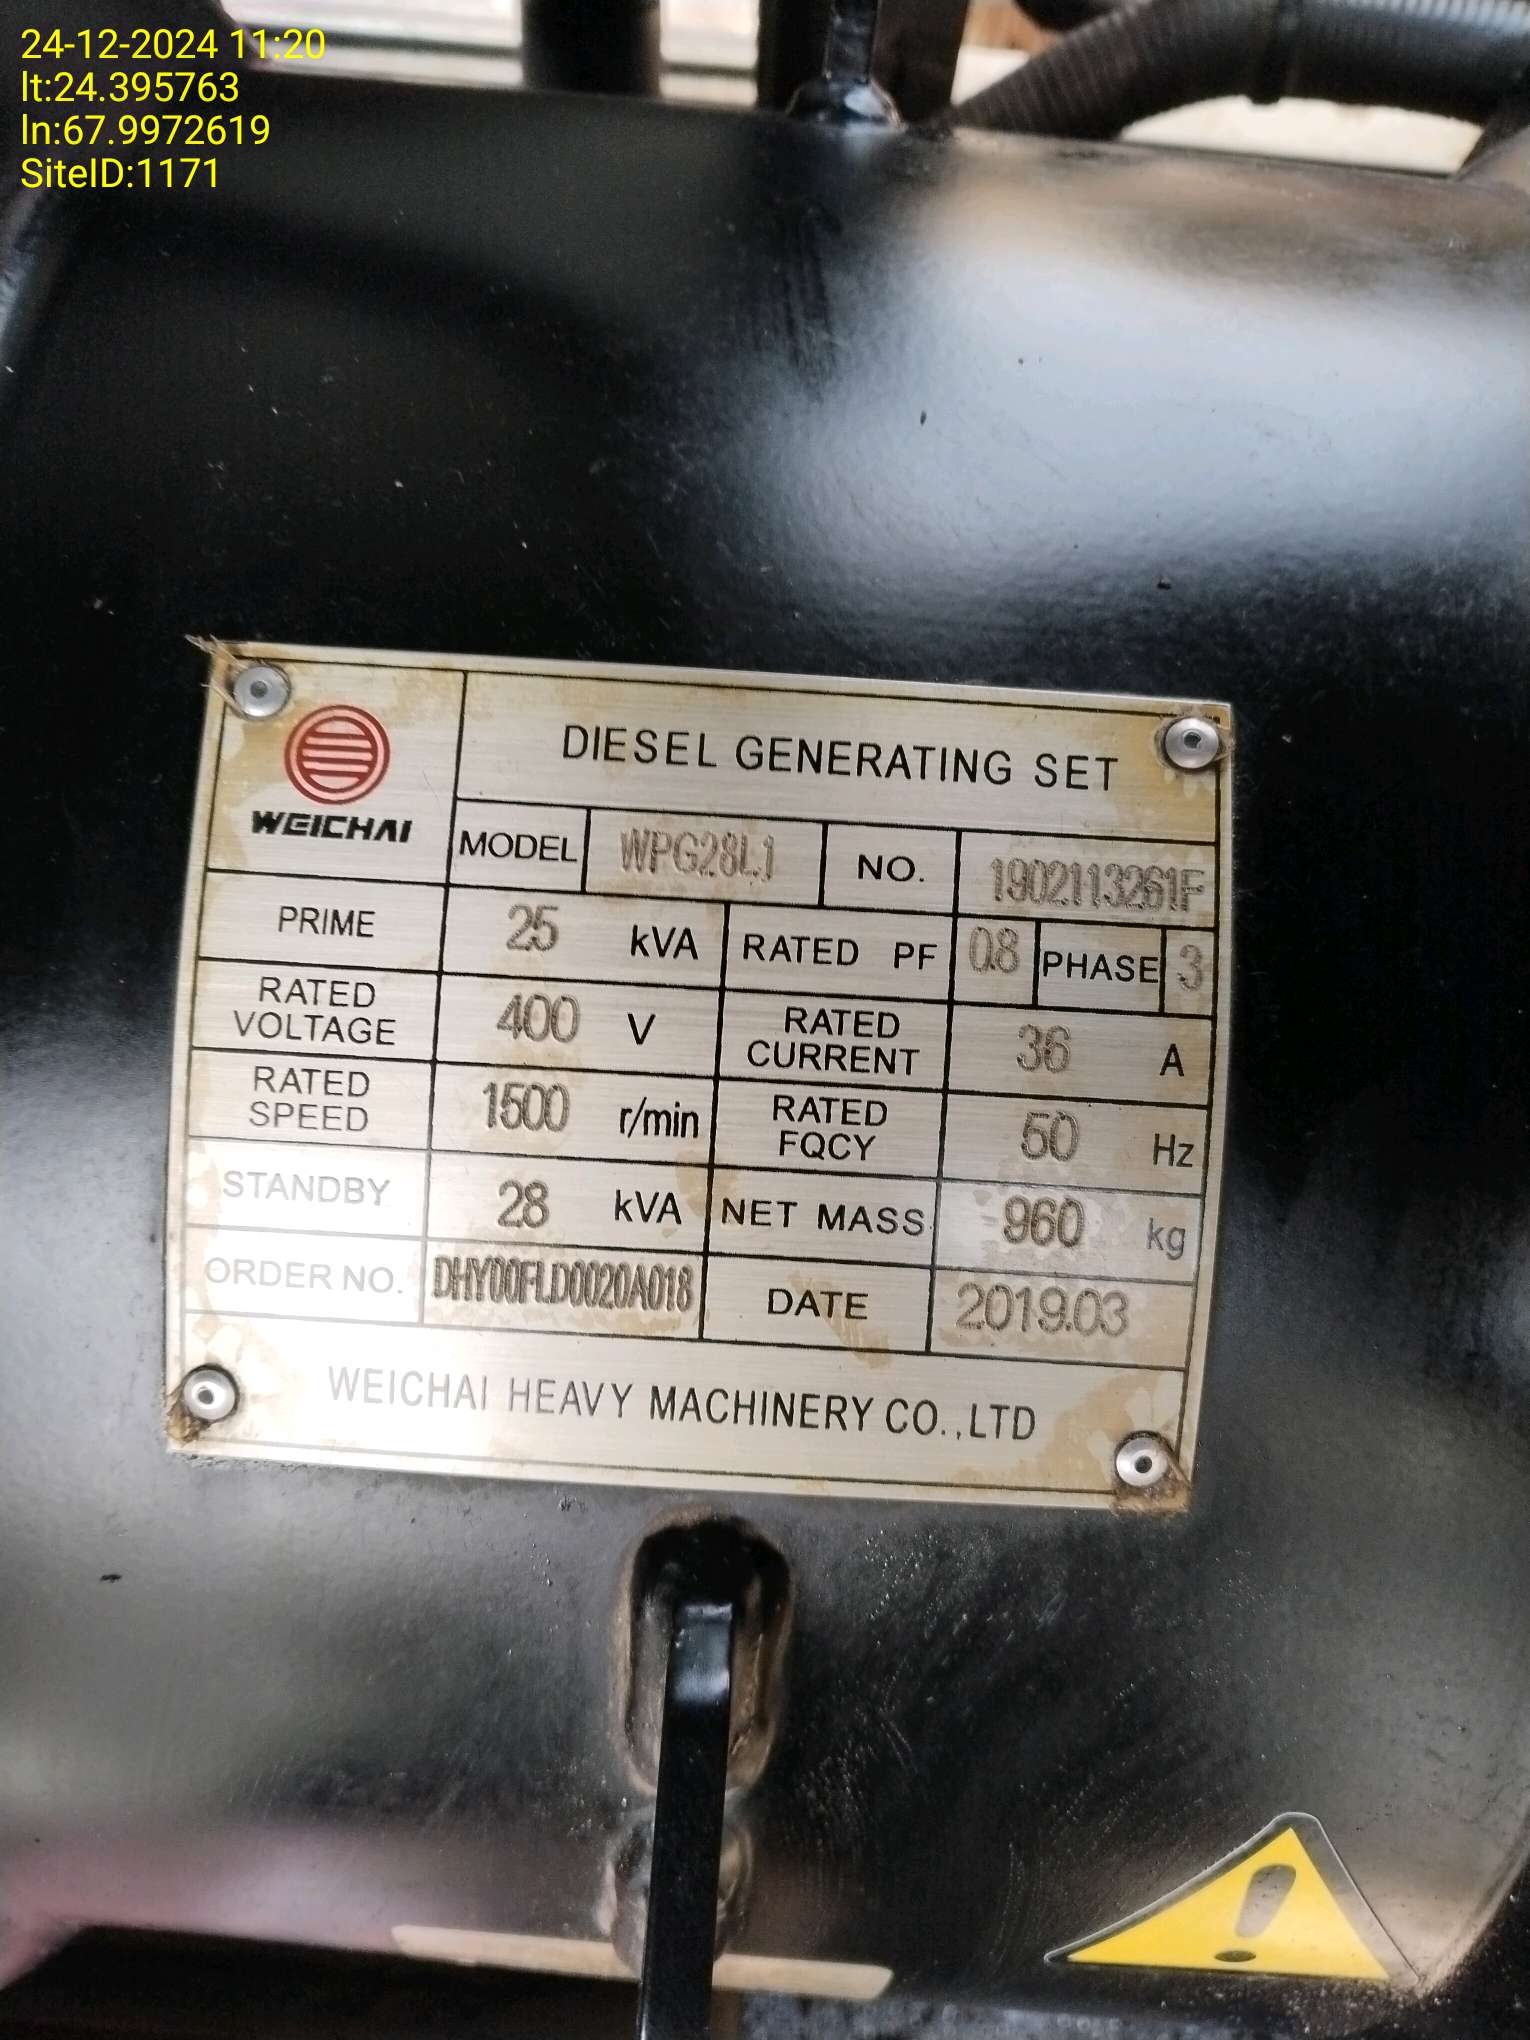 24-12-2024 11:20
lt:24.395763
ln:67.9972619
SiteID:1171
WEICHAI
DIESEL GENERATING SET
MODEL WPG28L1 NO. 1902113261F
PRIME 25 kVA RATED PF 0.8 PHASE 3
RATED VOLTAGE 400 V RATED CURRENT 36 A
RATED SPEED 1500 r/min RATED FQCY 50 Hz
STANDBY 28 kVA NET MASS 960 kg
ORDER NO. DHY00FLD0020A018 DATE 2019.03
WEICHAI HEAVY MACHINERY CO.,LTD